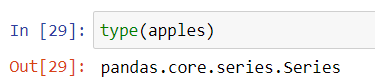 In [29]: type(apples)
Out[29]: pandas.core.series.Series